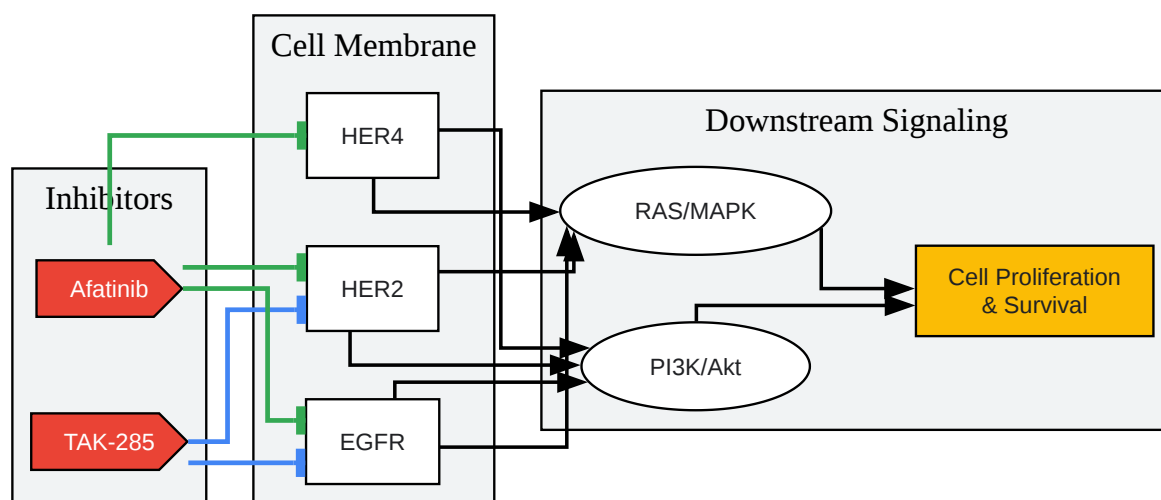 Cell Membrane
HER4
Downstream Signaling
Inhibitors
RAS/MAPK
Afatinib
HER2
Cell Proliferation
& Survival
PI3K/Akt
TAK-285
EGFR